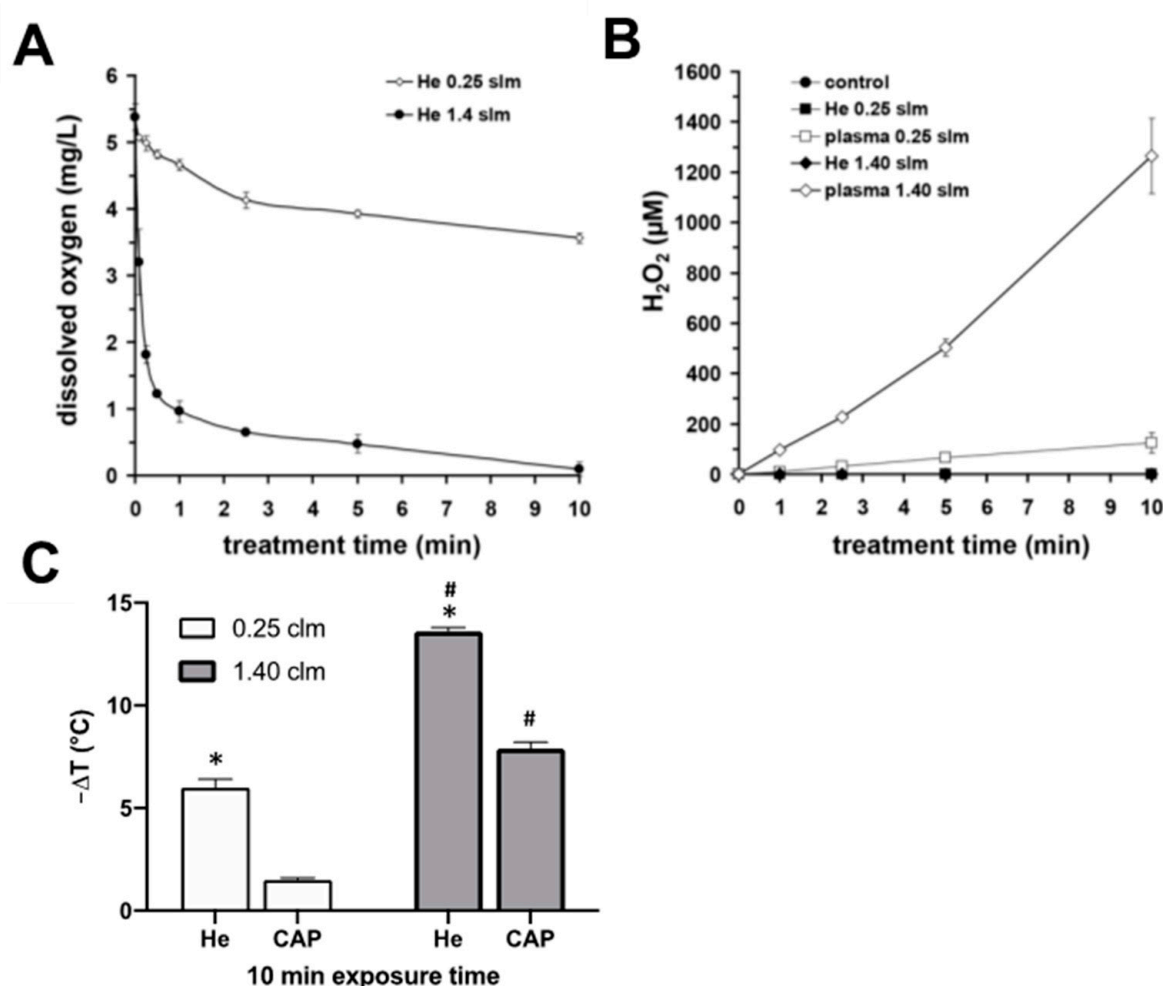 A
6
5
4
3
2
1
0
dissolved oxygen (mg/L)
He 0.25 slm
He 1.4 slm
0 1 2 3 4 5 6 7 8 9 10
treatment time (min)
B
1600
1400
1200
1000
800
600
400
200
0
H₂O₂ (µM)
control
He 0.25 slm
plasma 0.25 slm
He 1.40 slm
plasma 1.40 slm
0 1 2 3 4 5 6 7 8 9 10
treatment time (min)
C
15
10
5
0
−ΔT (°C)
0.25 clm
1.40 clm
*
#
*
#
He CAP He CAP
10 min exposure time